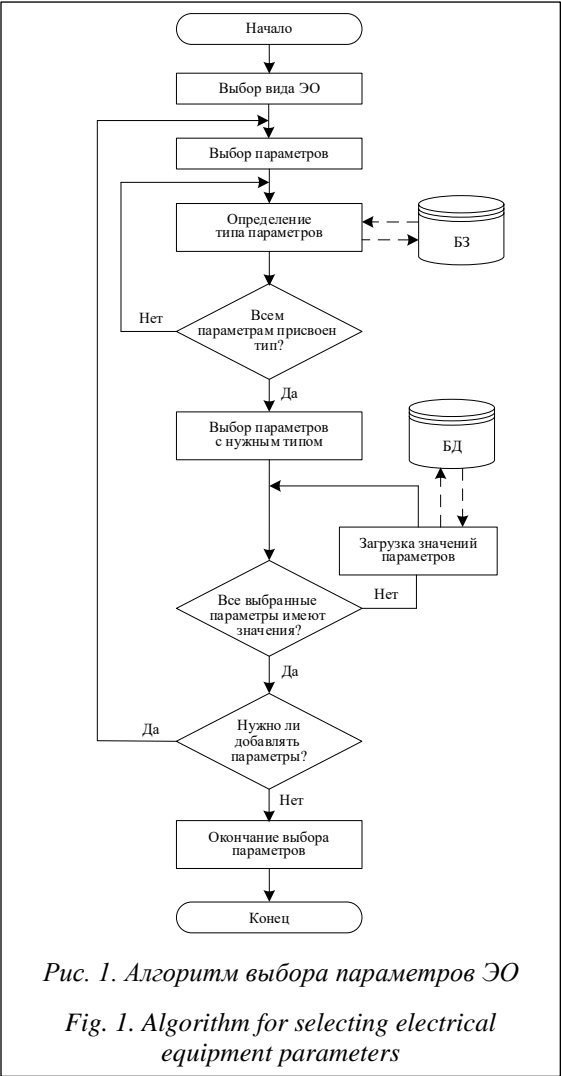 Начало
Выбор вида ЭО
Выбор параметров
Определение
типа параметров
БЗ
Нет
Всем
параметрам присвоен
тип?
Да
Выбор параметров
с нужным типом
БД
Загрузка значений
параметров
Нет
Все выбранные
параметры имеют
значения?
Да
Да
Нужно ли
добавлять
параметры?
Нет
Окончание выбора
параметров
Конец
Рис. 1. Алгоритм выбора параметров ЭО
Fig. 1. Algorithm for selecting electrical
equipment parameters